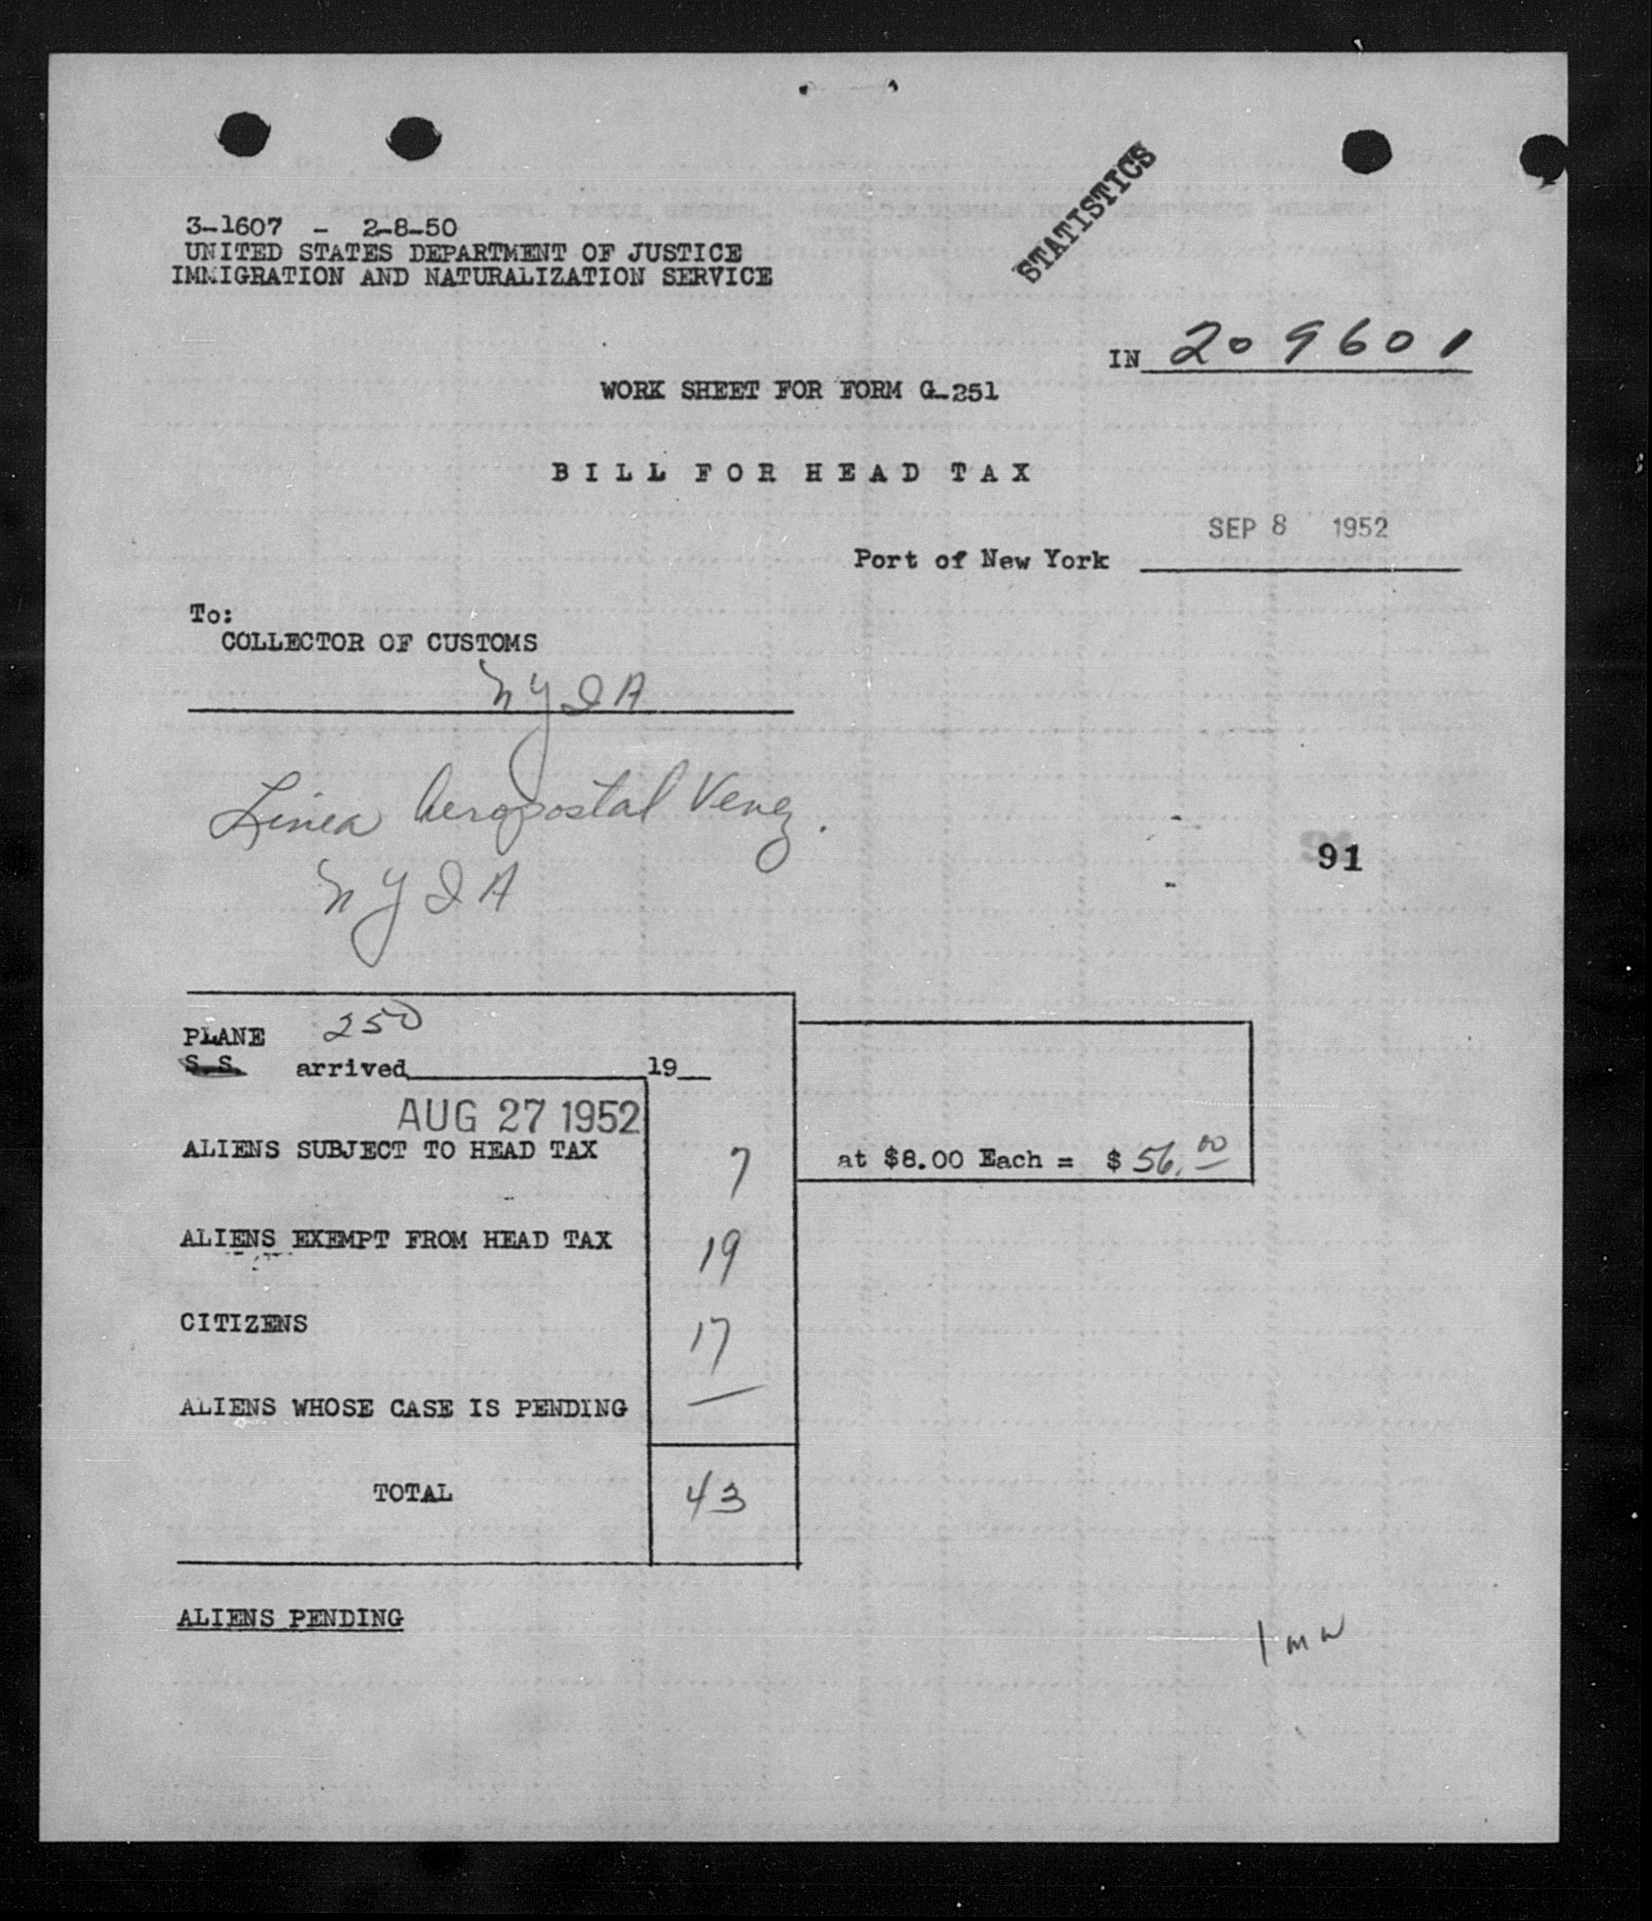 STATISTICS
3-1607 - 2-8-50
UNITED STATES DEPARTMENT OF JUSTICE
IMMIGRATION AND NATURALIZATION SERVICE
IN 209601
WORK SHEET FOR FORM G-251
BILL FOR HEAD TAX
SEP 8 1952
Port of New York
To:
COLLECTOR OF CUSTOMS
NYIA
Linea Aeropostal Venez.
NYIA
91
PLANE 250
S.S. arrived 19
AUG 27 1952
ALIENS SUBJECT TO HEAD TAX 7 at $8.00 Each = $ 56.00
ALIENS EXEMPT FROM HEAD TAX 19
CITIZENS 17
ALIENS WHOSE CASE IS PENDING —
TOTAL 43
ALIENS PENDING